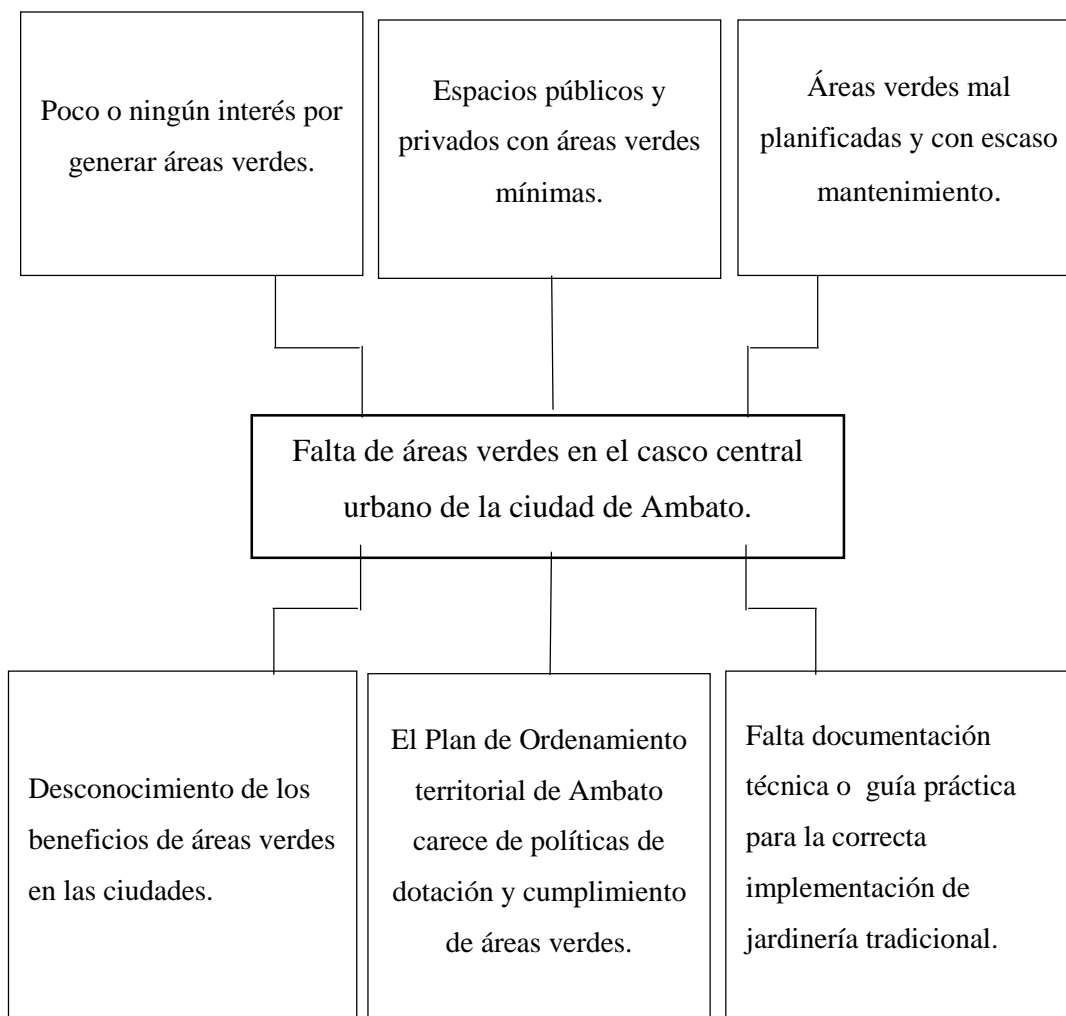 Poco o ningún interés por
generar áreas verdes.
Espacios públicos y
privados con áreas verdes
mínimas.
Áreas verdes mal
planificadas y con escaso
mantenimiento.
Falta de áreas verdes en el casco central
urbano de la ciudad de Ambato.
Desconocimiento de los
beneficios de áreas verdes
en las ciudades.
El Plan de Ordenamiento
territorial de Ambato
carece de políticas de
dotación y cumplimiento
de áreas verdes.
Falta documentación
técnica o guía práctica
para la correcta
implementación de
jardinería tradicional.